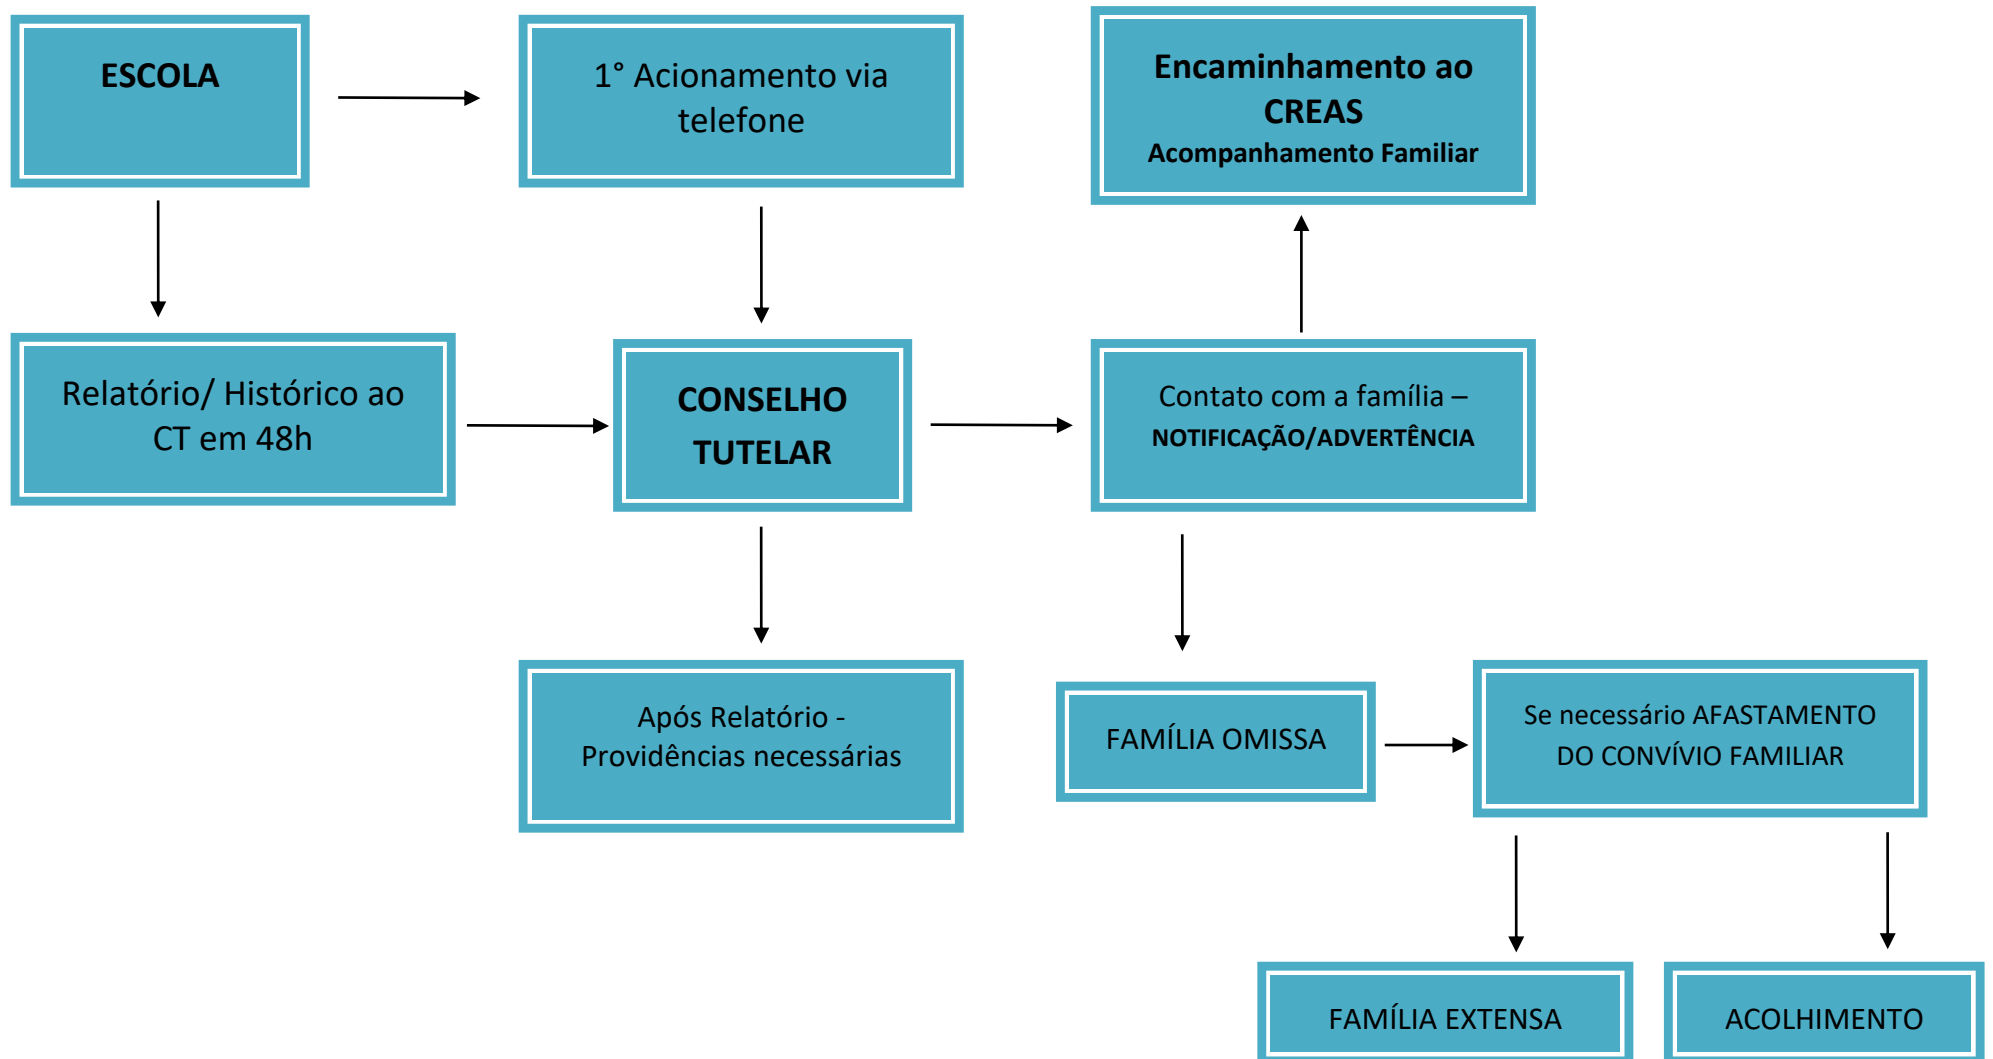 ESCOLA
1° Acionamento via
telefone
Encaminhamento ao
CREAS
Acompanhamento Familiar
Relatório/ Histórico ao
CT em 48h
CONSELHO
TUTELAR
Contato com a família –
NOTIFICAÇÃO/ADVERTÊNCIA
Após Relatório -
Providências necessárias
FAMÍLIA OMISSA
Se necessário AFASTAMENTO
DO CONVÍVIO FAMILIAR
FAMÍLIA EXTENSA
ACOLHIMENTO